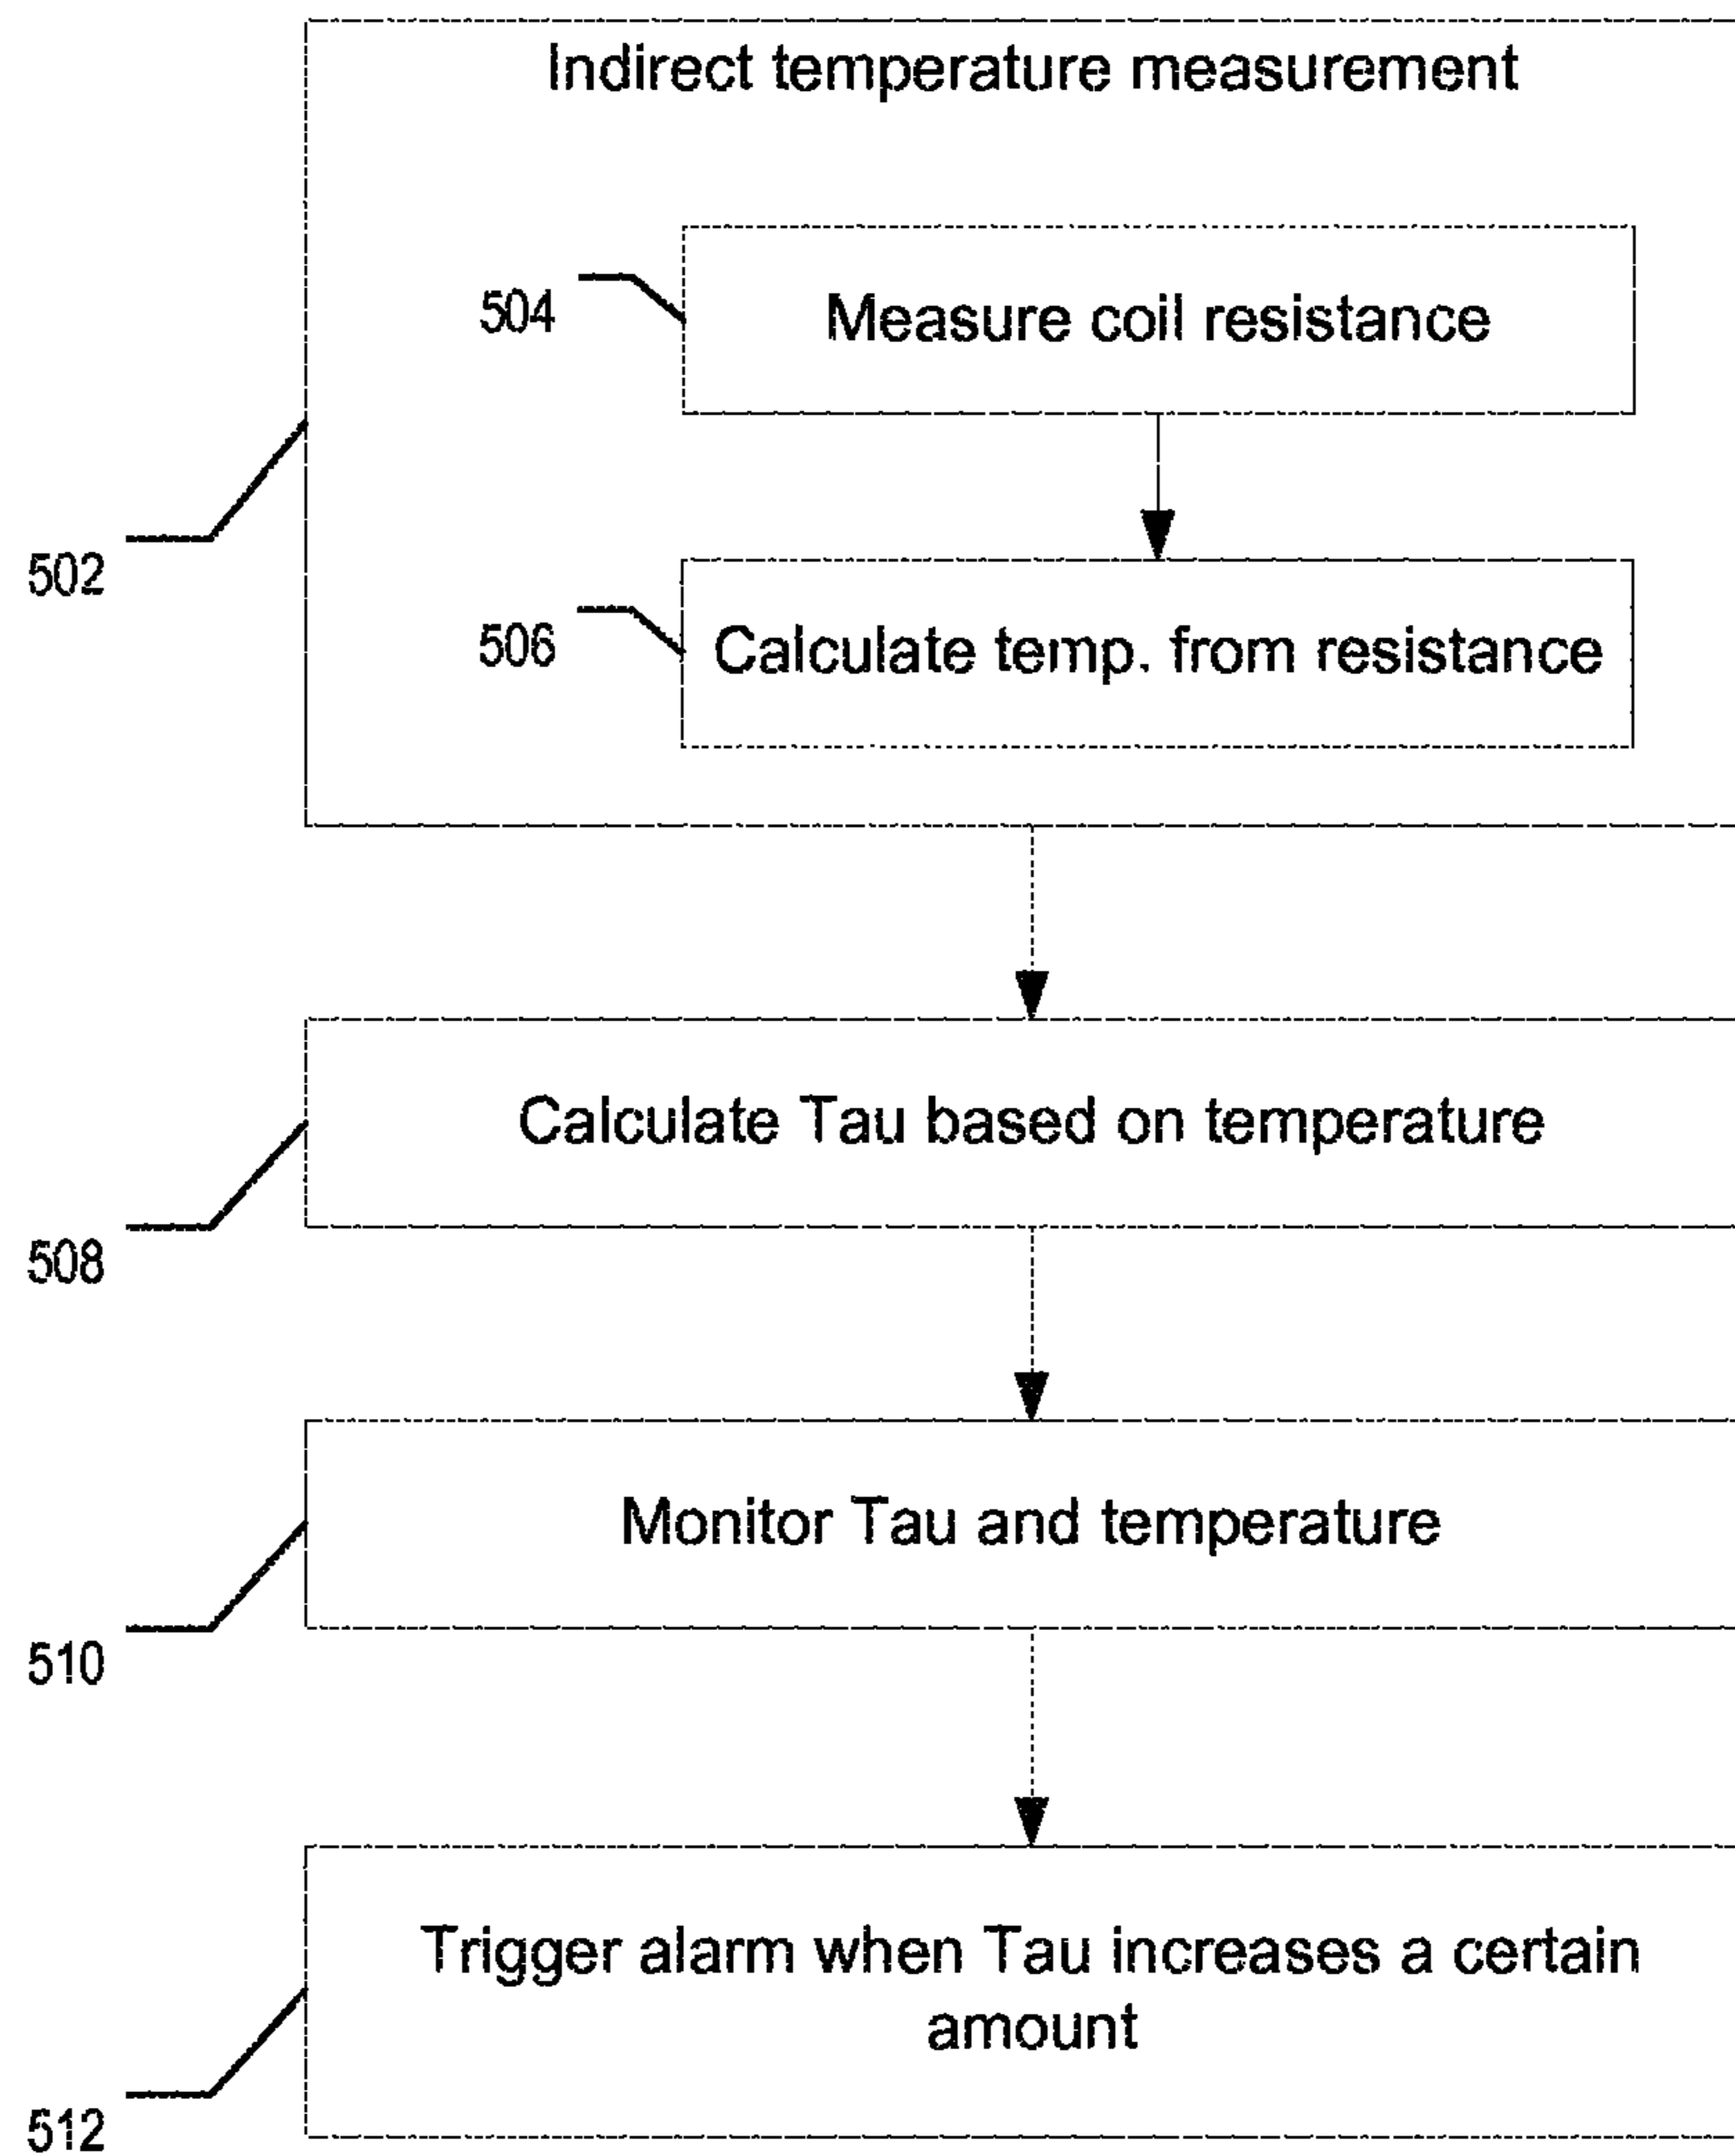 Indirect temperature measurement
504
Measure coil resistance
502
506
Calculate temp. from resistance
Calculate Tau based on temperature
508
Monitor Tau and temperature
510
Trigger alarm when Tau increases a certain
amount
512